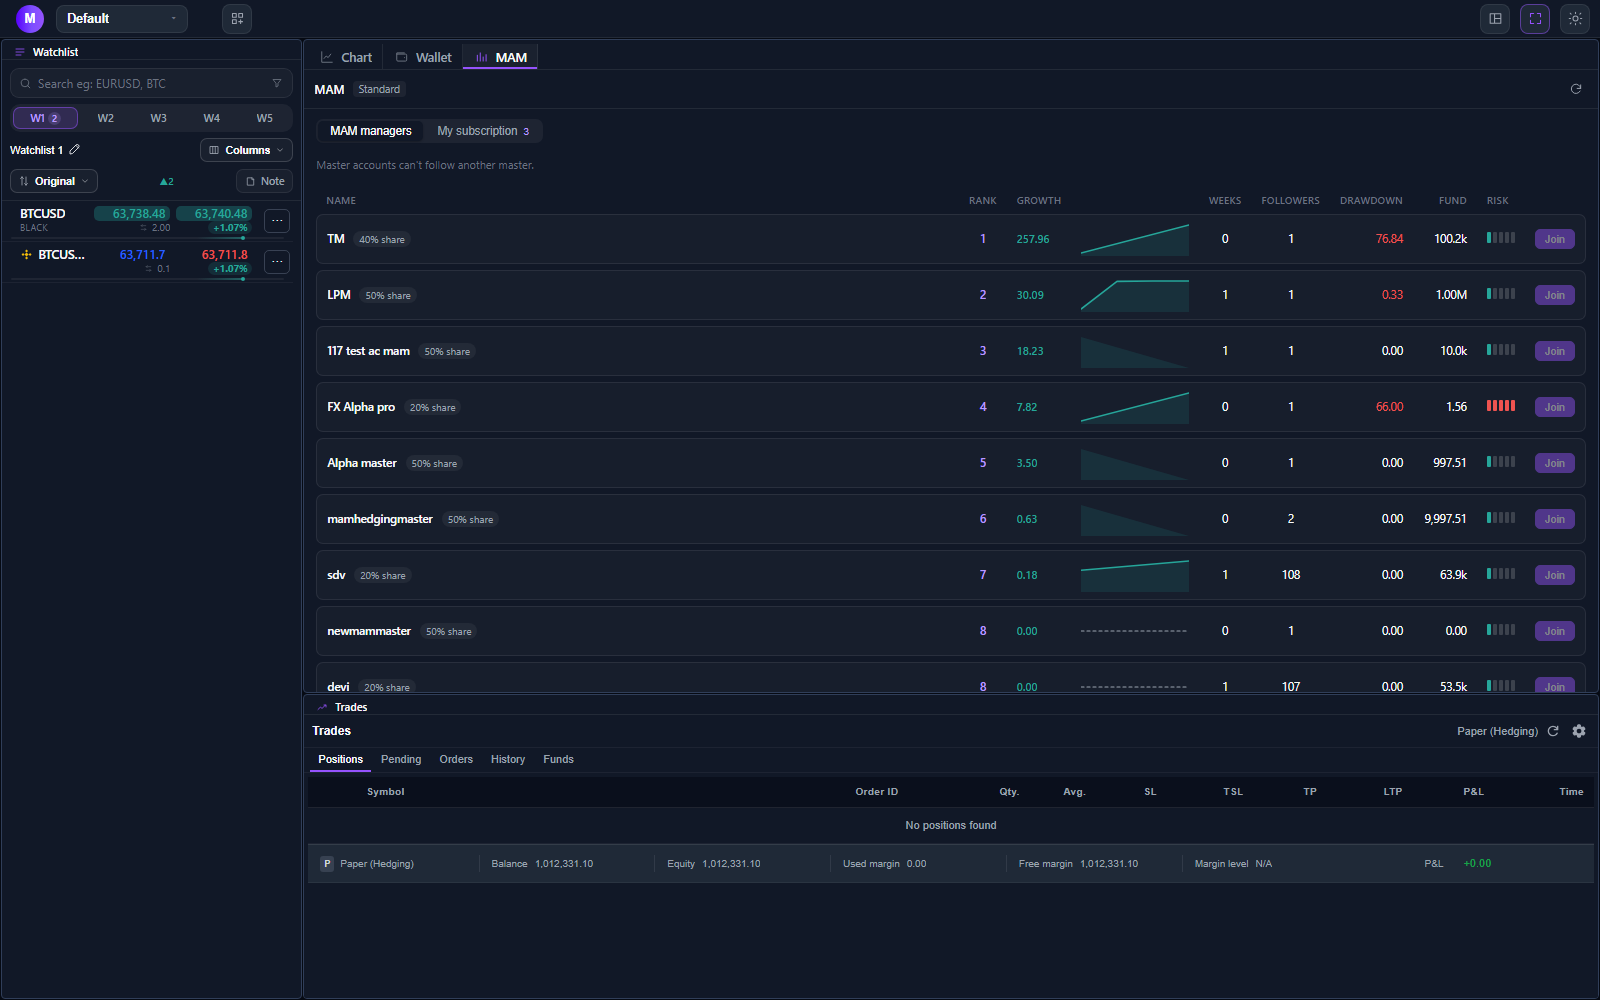 M Default
Watchlist
Search eg: EURUSD, BTC
W1 2 W2 W3 W4 W5
Watchlist 1 Columns
Original ▲2 Note
BTCUSD 63,738.48 63,740.48 ...
BLACK 2.00 +1.07%
BTCUS... 63,711.7 63,711.8 ...
0.1 +1.07%
Chart Wallet MAM
MAM Standard
MAM managers My subscription 3
Master accounts can't follow another master.
NAME RANK GROWTH WEEKS FOLLOWERS DRAWDOWN FUND RISK
TM 40% share 1 257.96 0 1 76.84 100.2k Join
LPM 50% share 2 30.09 1 1 0.33 1.00M Join
117 test ac mam 50% share 3 18.23 1 1 0.00 10.0k Join
FX Alpha pro 20% share 4 7.82 0 1 66.00 1.56 Join
Alpha master 50% share 5 3.50 0 1 0.00 997.51 Join
mamhedgingmaster 50% share 6 0.63 0 2 0.00 9,997.51 Join
sdv 20% share 7 0.18 1 108 0.00 63.9k Join
newmammaster 50% share 8 0.00 0 1 0.00 0.00 Join
devi 20% share 8 0.00 1 107 0.00 53.5k Join
Trades
Trades Paper (Hedging)
Positions Pending Orders History Funds
Symbol Order ID Qty. Avg. SL TSL TP LTP P&L Time
No positions found
P Paper (Hedging) Balance 1,012,331.10 Equity 1,012,331.10 Used margin 0.00 Free margin 1,012,331.10 Margin level N/A P&L +0.00